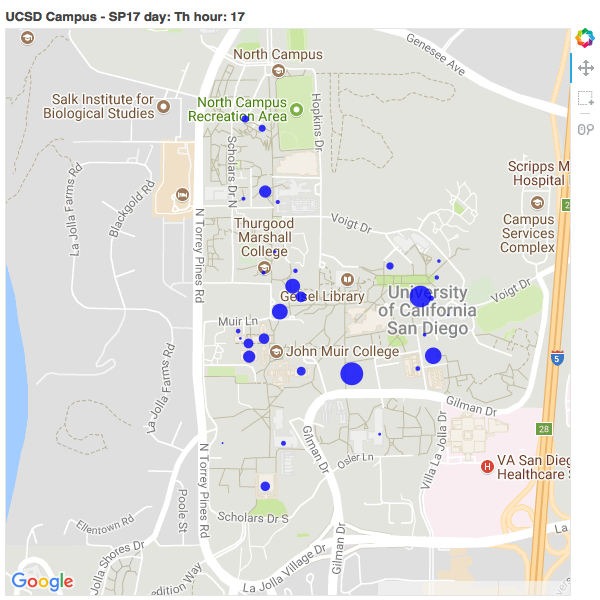 UCSD Campus - SP17 day: Th hour: 17
Genesee Ave
North Campus
Salk Institute for
Biological Studies
North Campus
Recreation Area
Hopkins Dr
Scholars Dr N
La Jolla Farms Rd
Blackgold Rd
N Torrey Pines Rd
Scripps M
Hospital
2
Campus
Services
Complex
Voigt Dr
Thurgood
Marshall
College
Geisel Library
University
of California
San Diego
Voigt Dr
Muir Ln
John Muir College
La Jolla Farms Rd
5
Gilman Dr
28
N Torrey Pines Rd
Gilman Dr
Osler Ln
Villa La Jolla Dr
H
VA San Dieg
Healthcare S
Poole St
Ellentown Rd
Scholars Dr S
La Jolla Shores Dr
Gilman Dr
La
La Jolla Village Dr
edition Way
Google